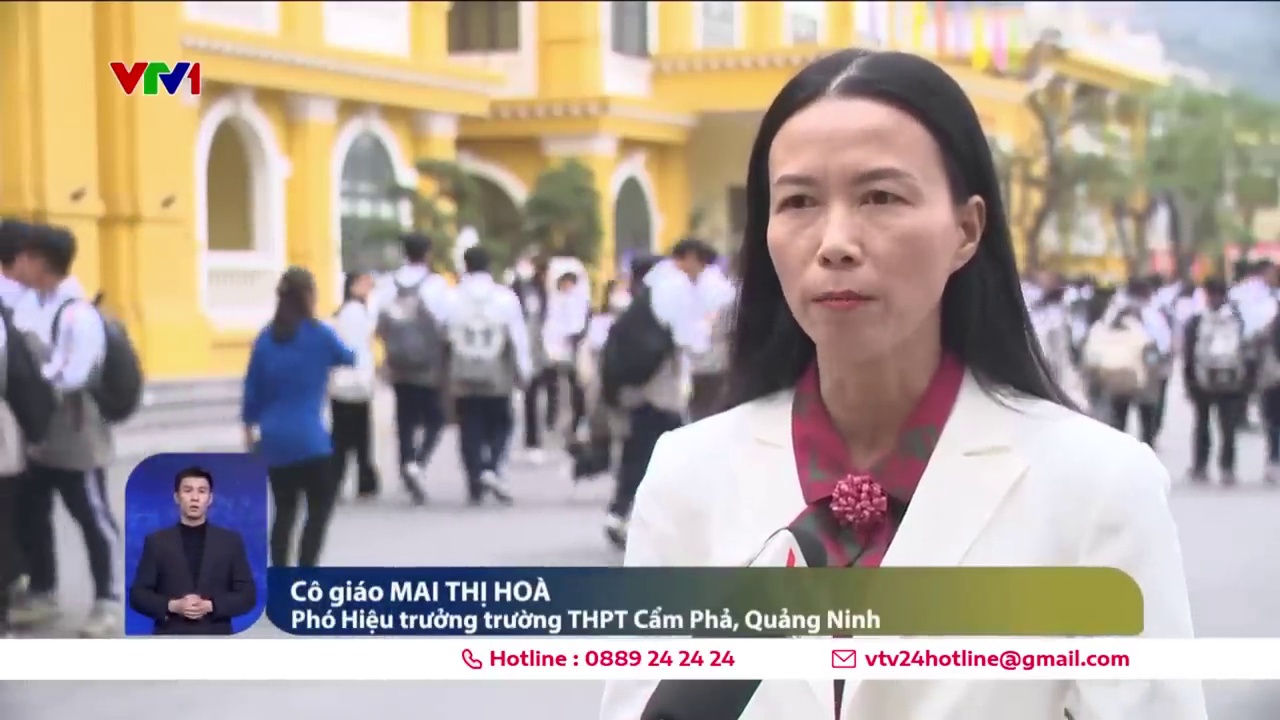 VTV1
Cô giáo MAI THỊ HOÀ
Phó Hiệu trưởng trường THPT Cẩm Phả, Quảng Ninh
Hotline : 0889 24 24 24
vtv24hotline@gmail.com